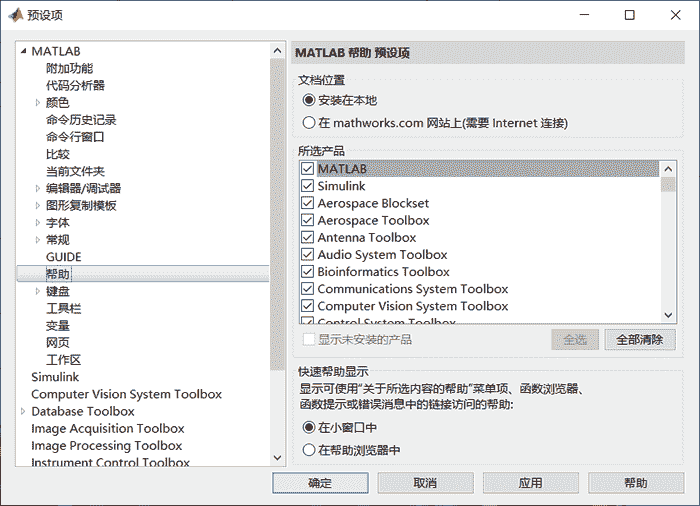 预设项
MATLAB
附加功能
代码分析器
颜色
命令历史记录
命令行窗口
比较
当前文件夹
编辑器/调试器
图形复制模板
字体
常规
GUIDE
帮助
键盘
工具栏
变量
网页
工作区
Simulink
Computer Vision System Toolbox
Database Toolbox
Image Acquisition Toolbox
Image Processing Toolbox
Instrument Control Toolbox
MATLAB 帮助 预设项
文档位置
安装在本地
在 mathworks.com 网站上(需要 Internet 连接)
所选产品
MATLAB
Simulink
Aerospace Blockset
Aerospace Toolbox
Antenna Toolbox
Audio System Toolbox
Bioinformatics Toolbox
Communications System Toolbox
Computer Vision System Toolbox
Control System Toolbox
显示未安装的产品
全选
全部清除
快速帮助显示
显示可使用"关于所选内容的帮助"菜单项、函数浏览器、
函数提示或错误消息中的链接访问的帮助:
在小窗口中
在帮助浏览器中
确定
取消
应用
帮助